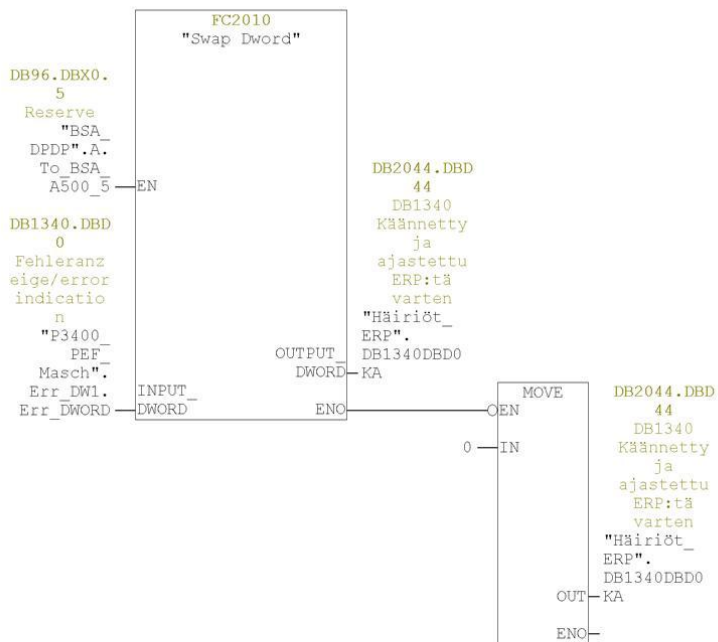 FC2010
"Swap Dword"
DB96.DBX0.
5
Reserve
"BSA_
DPDP".A.
To_BSA_
A500_5
EN
DB1340.DBD
0
Fehleranz
eige/error
indicatio
n
"P3400_
PEF_
Masch".
Err_DW1.
Err_DWORD
INPUT_
DWORD
OUTPUT_
DWORD
ENO
DB2044.DBD
44
DB1340
Käännetty
ja
ajastettu
ERP:tä
varten
"Häiriöt_
ERP".
DB1340DBD0
KA
MOVE
EN
0
IN
OUT
ENO
DB2044.DBD
44
DB1340
Käännetty
ja
ajastettu
ERP:tä
varten
"Häiriöt_
ERP".
DB1340DBD0
KA